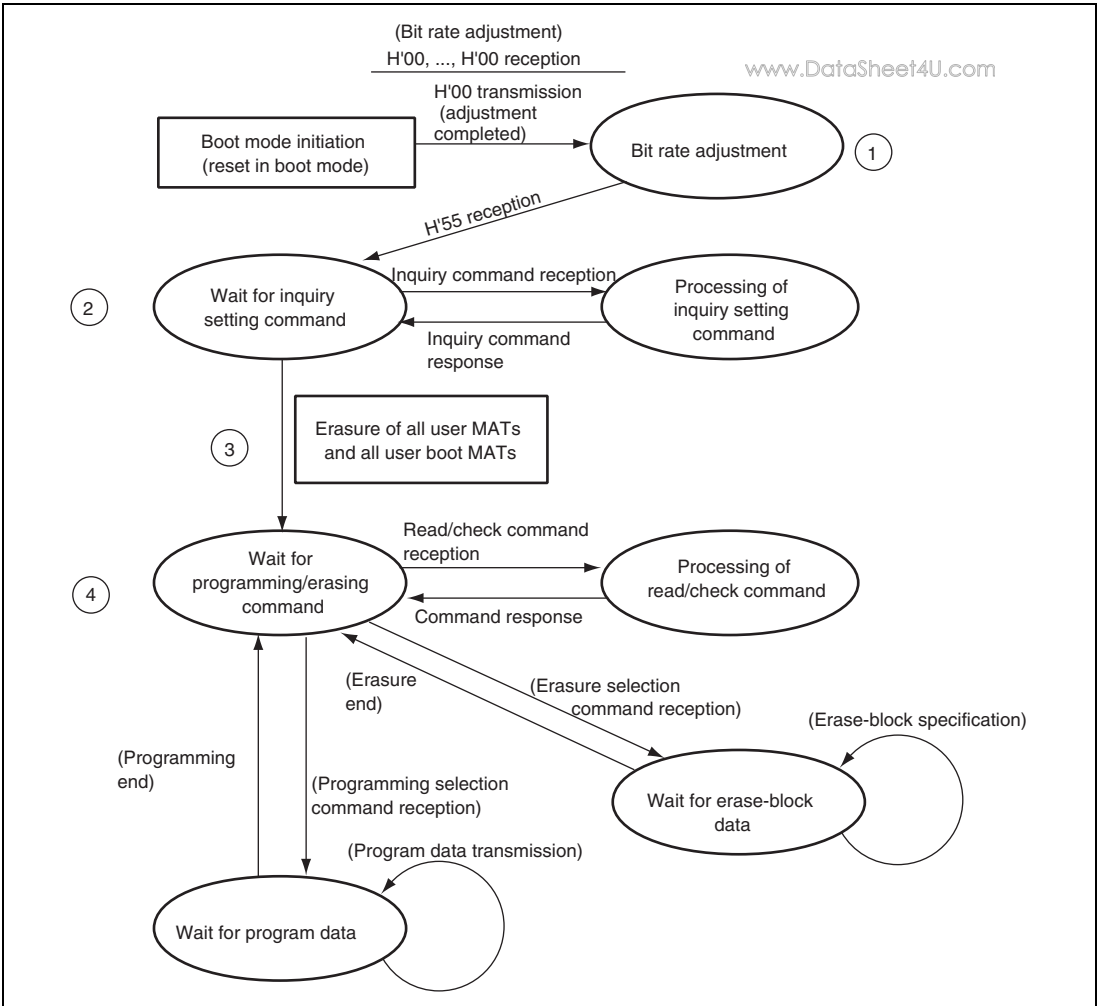 (Bit rate adjustment)
H'00, ..., H'00 reception
www.DataSheet4U.com
H'00 transmission
(adjustment
completed)
Boot mode initiation
(reset in boot mode)
Bit rate adjustment
1
H'55 reception
2
Wait for inquiry
setting command
Inquiry command reception
Processing of
inquiry setting
command
Inquiry command
response
3
Erasure of all user MATs
and all user boot MATs
4
Wait for
programming/erasing
command
Read/check command
reception
Processing of
read/check command
Command response
(Erasure
end)
(Erasure selection
command reception)
(Erase-block specification)
(Programming
end)
(Programming selection
command reception)
Wait for erase-block
data
(Program data transmission)
Wait for program data